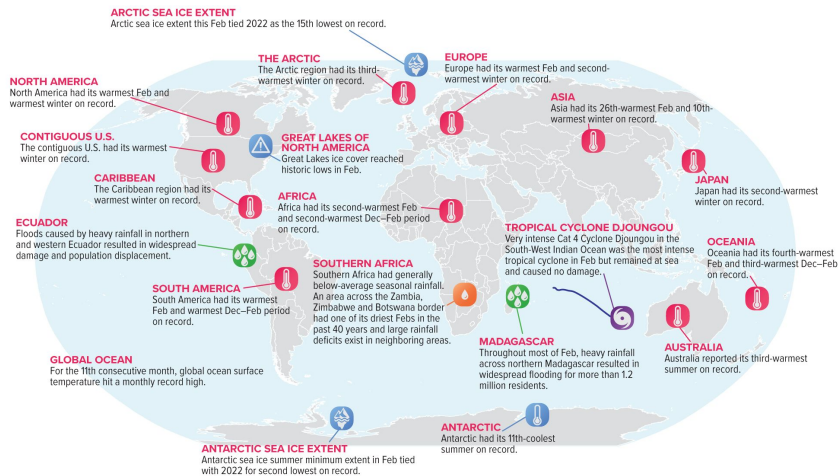 ARCTIC SEA ICE EXTENT
Arctic sea ice extent this Feb tied 2022 as the 15th lowest on record.
THE ARCTIC
The Arctic region had its third-
warmest winter on record.
EUROPE
Europe had its warmest Feb and second-
warmest winter on record.
NORTH AMERICA
North America had its warmest Feb and
warmest winter on record.
ASIA
Asia had its 26th-warmest Feb and 10th-
warmest winter on record.
CONTIGUOUS U.S.
The contiguous U.S. had its warmest
winter on record.
GREAT LAKES OF
NORTH AMERICA
Great Lakes ice cover reached
historic lows in Feb.
CARIBBEAN
The Caribbean region had its
warmest winter on record.
JAPAN
Japan had its second-warmest
winter on record.
AFRICA
Africa had its second-warmest Feb
and second-warmest Dec–Feb period
on record.
ECUADOR
Floods caused by heavy rainfall in northern
and western Ecuador resulted in widespread
damage and population displacement.
TROPICAL CYCLONE DJOUNGOU
Very intense Cat 4 Cyclone Djoungou in the
South-West Indian Ocean was the most intense
tropical cyclone in Feb but remained at sea
and caused no damage.
OCEANIA
Oceania had its fourth-warmest
Feb and third-warmest Dec–Feb
on record.
SOUTHERN AFRICA
Southern Africa had generally
below-average seasonal rainfall.
An area across the Zambia,
Zimbabwe and Botswana border
had one of its driest Febs in the
past 40 years and large rainfall
deficits exist in neighboring areas.
SOUTH AMERICA
South America had its warmest
Feb and warmest Dec–Feb period
on record.
MADAGASCAR
Throughout most of Feb, heavy rainfall
across northern Madagascar resulted in
widespread flooding for more than 1.2
million residents.
AUSTRALIA
Australia reported its third-warmest
summer on record.
GLOBAL OCEAN
For the 11th consecutive month, global ocean surface
temperature hit a monthly record high.
ANTARCTIC
Antarctic had its 11th-coolest
summer on record.
ANTARCTIC SEA ICE EXTENT
Antarctic sea ice summer minimum extent in Feb tied
with 2022 for second lowest on record.